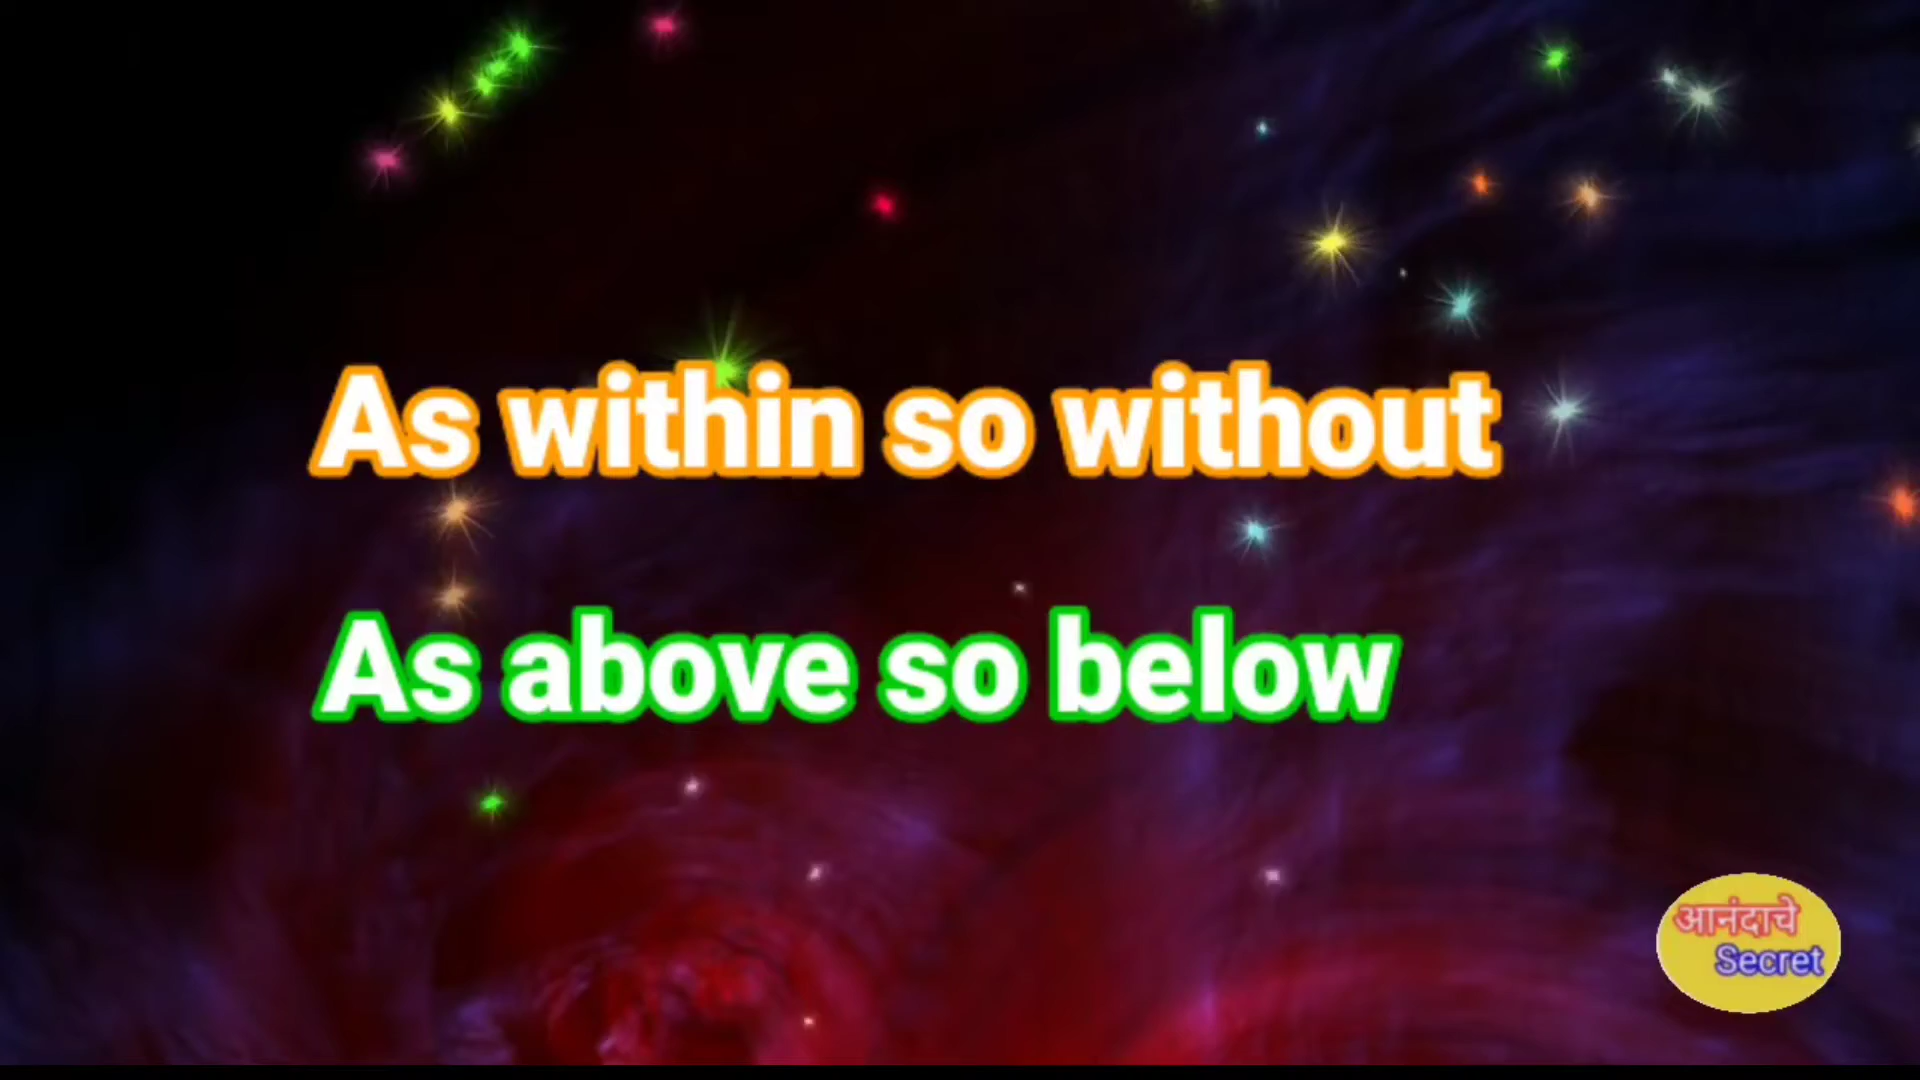 As within so without
As above so below
आनंदाचे
Secret